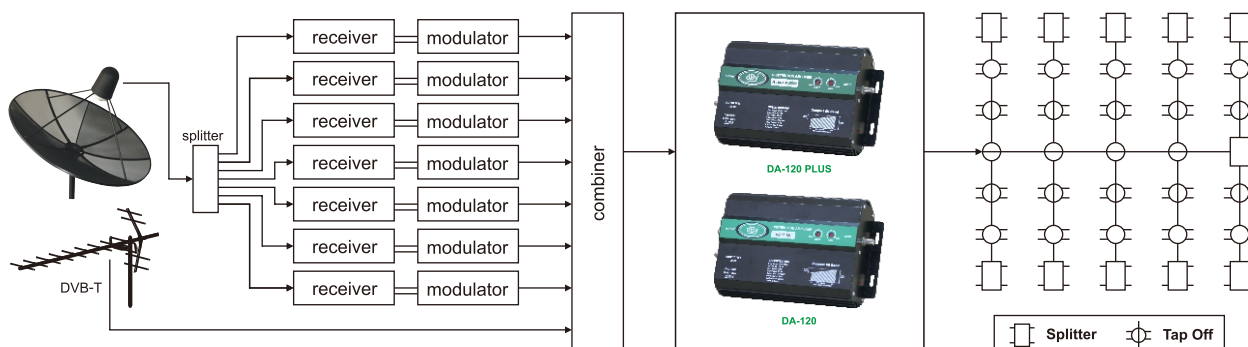 receiver modulator
receiver modulator
receiver modulator
receiver modulator
receiver modulator
receiver modulator
receiver modulator
splitter
combiner
DVB-T
DA-120 PLUS
DA-120
Splitter Tap Off